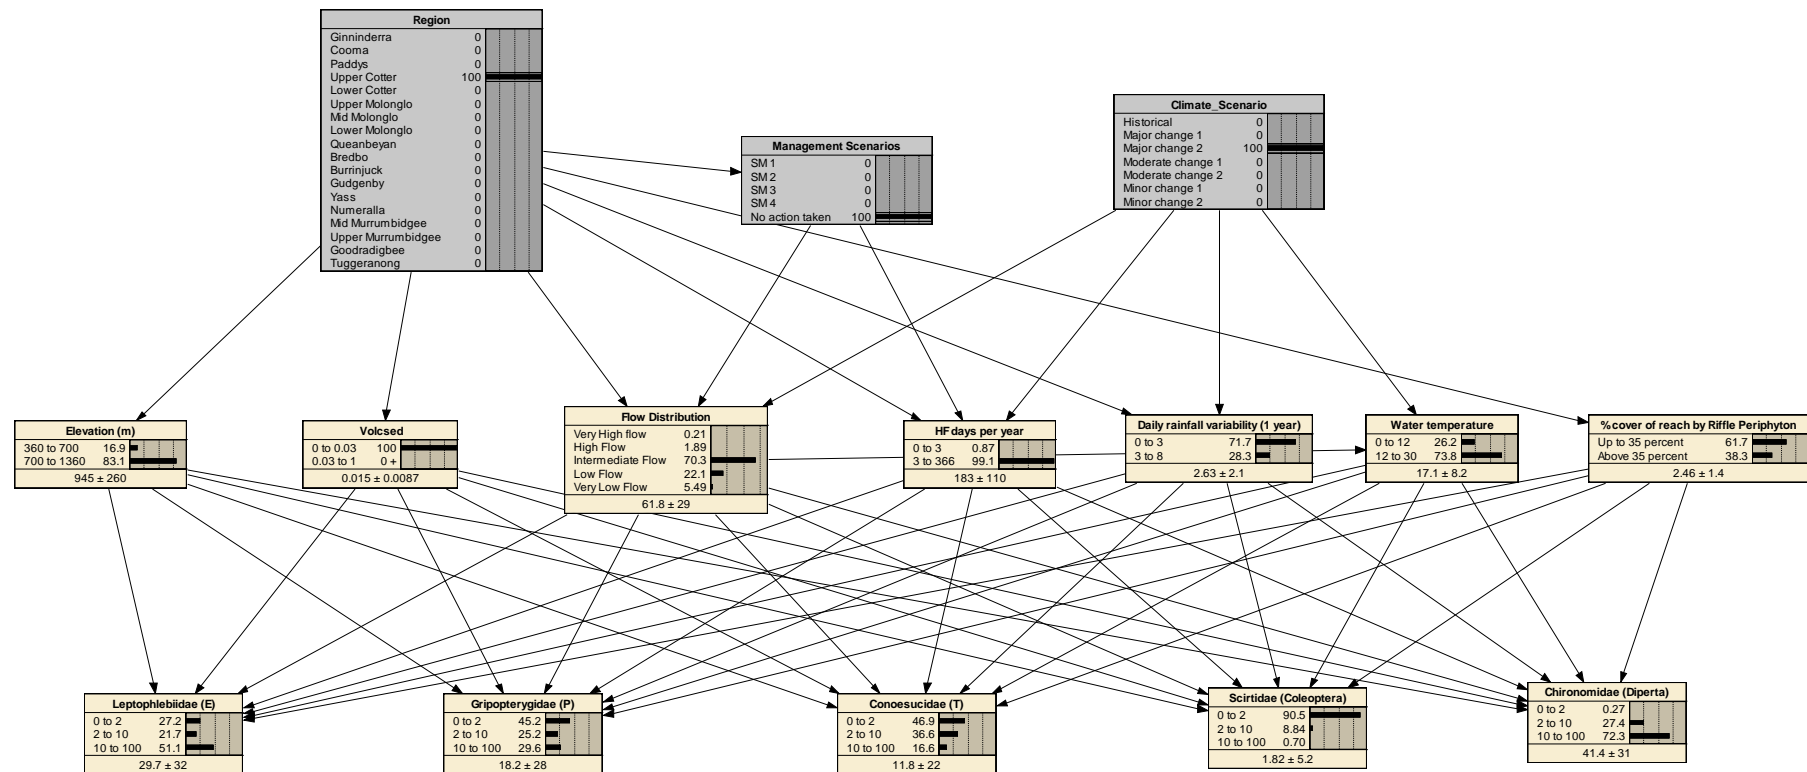 Region
Ginninderra 0
Cooma 0
Paddys 0
Upper Cotter 100
Lower Cotter 0
Upper Molonglo 0
Mid Molonglo 0
Lower Molonglo 0
Queanbeyan 0
Bredbo 0
Burrinjuck 0
Gudgenby 0
Yass 0
Numeralla 0
Mid Murrumbidgee 0
Upper Murrumbidgee 0
Goodradigbee 0
Tuggeranong 0
Management Scenarios
SM 1 0
SM 2 0
SM 3 0
SM 4 0
No action taken 100
Climate_Scenario
Historical 0
Major change 1 0
Major change 2 100
Moderate change 1 0
Moderate change 2 0
Minor change 1 0
Minor change 2 0
Elevation (m)
360 to 700 16.9
700 to 1360 83.1
945 ± 260
Volcsed
0 to 0.03 100
0.03 to 1 0 +
0.015 ± 0.0087
Flow Distribution
Very High flow 0.21
High Flow 1.89
Intermediate Flow 70.3
Low Flow 22.1
Very Low Flow 5.49
61.8 ± 29
HFdays per year
0 to 3 0.87
3 to 366 99.1
183 ± 110
Daily rainfall variability (1 year)
0 to 3 71.7
3 to 8 28.3
2.63 ± 2.1
Water temperature
0 to 12 26.2
12 to 30 73.8
17.1 ± 8.2
%cover of reach by Riffle Periphyton
Up to 35 percent 61.7
Above 35 percent 38.3
2.46 ± 1.4
Leptophlebiidae (E)
0 to 2 27.2
2 to 10 21.7
10 to 100 51.1
29.7 ± 32
Gripopterygidae (P)
0 to 2 45.2
2 to 10 25.2
10 to 100 29.6
18.2 ± 28
Conoesucidae (T)
0 to 2 46.9
2 to 10 36.6
10 to 100 16.6
11.8 ± 22
Scirtidae (Coleoptera)
0 to 2 90.5
2 to 10 8.84
10 to 100 0.70
1.82 ± 5.2
Chironomidae (Diperta)
0 to 2 0.27
2 to 10 27.4
10 to 100 72.3
41.4 ± 31